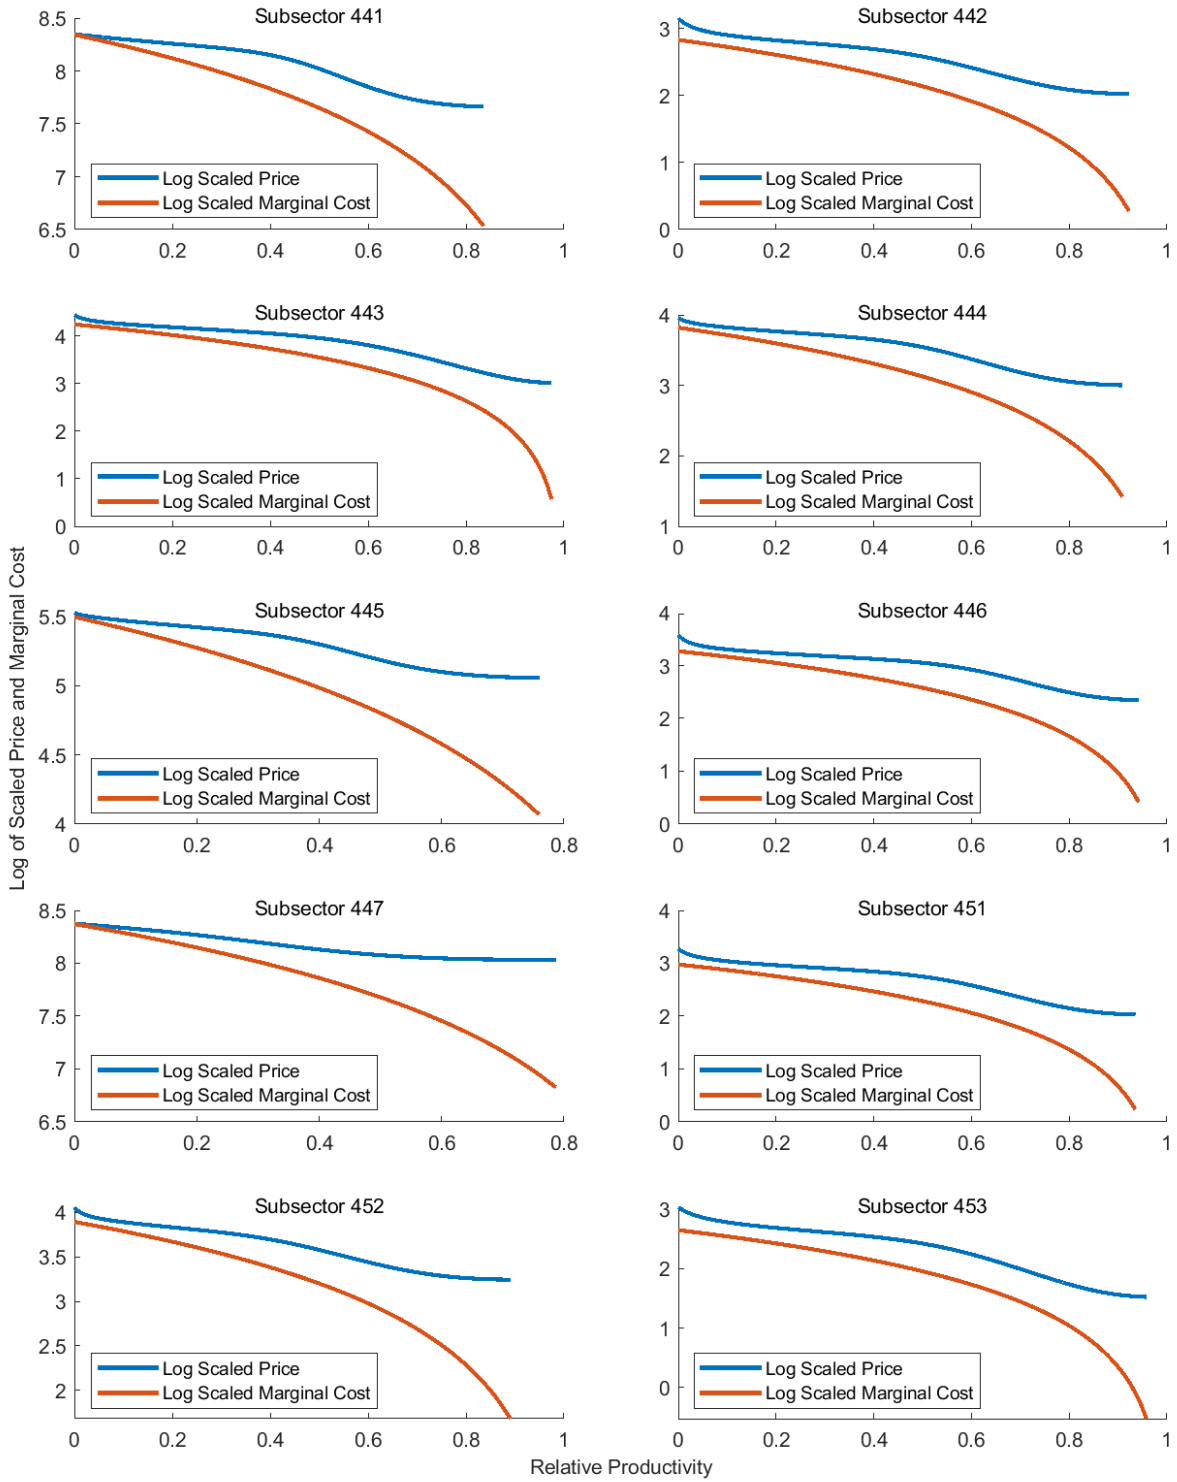 Log of Scaled Price and Marginal Cost
Subsector 441
8.5
8
7.5
7
6.5
Log Scaled Price
Log Scaled Marginal Cost
0 0.2 0.4 0.6 0.8 1
Subsector 442
3
2
1
0
Log Scaled Price
Log Scaled Marginal Cost
0 0.2 0.4 0.6 0.8 1
Subsector 443
4
3
2
1
0
Log Scaled Price
Log Scaled Marginal Cost
0 0.2 0.4 0.6 0.8 1
Subsector 444
4
3
2
1
Log Scaled Price
Log Scaled Marginal Cost
0 0.2 0.4 0.6 0.8 1
Subsector 445
5.5
5
4.5
4
Log Scaled Price
Log Scaled Marginal Cost
0 0.2 0.4 0.6 0.8
Subsector 446
4
3
2
1
0
Log Scaled Price
Log Scaled Marginal Cost
0 0.2 0.4 0.6 0.8 1
Subsector 447
8.5
8
7.5
7
6.5
Log Scaled Price
Log Scaled Marginal Cost
0 0.2 0.4 0.6 0.8
Subsector 451
4
3
2
1
0
Log Scaled Price
Log Scaled Marginal Cost
0 0.2 0.4 0.6 0.8 1
Subsector 452
4
3.5
3
2.5
2
Log Scaled Price
Log Scaled Marginal Cost
0 0.2 0.4 0.6 0.8 1
Subsector 453
3
2
1
0
Log Scaled Price
Log Scaled Marginal Cost
0 0.2 0.4 0.6 0.8 1
Relative Productivity